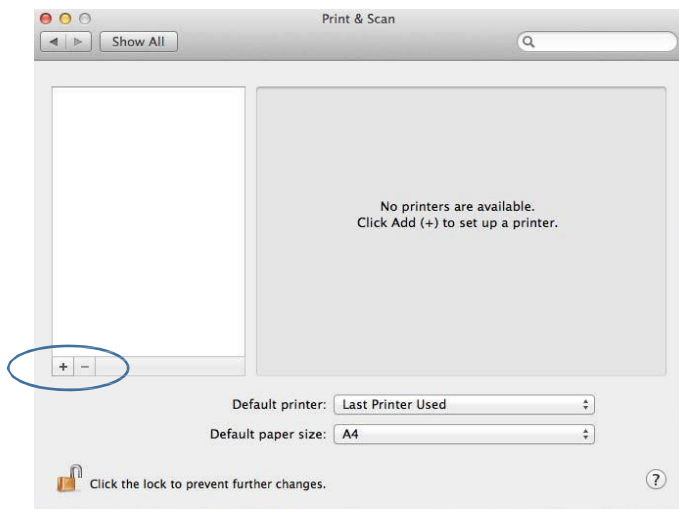 Print & Scan
Show All
No printers are available.
Click Add (+) to set up a printer.
+ −
Default printer: Last Printer Used
Default paper size: A4
Click the lock to prevent further changes.
?